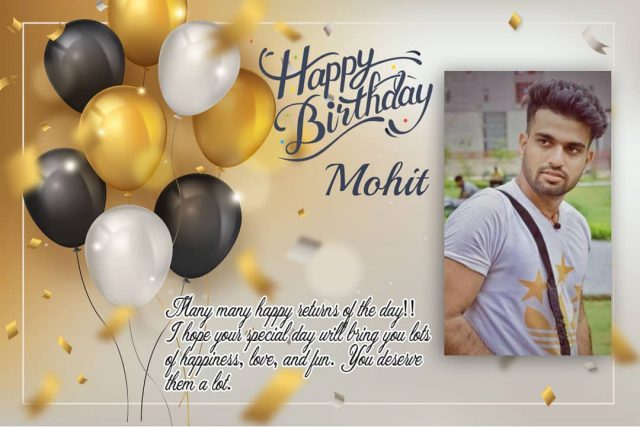 Happy
Birthday
Mohit
Many many happy returns of the day!!
I hope your special day will bring you lots
of happiness, love, and fun. You deserve
them a lot.